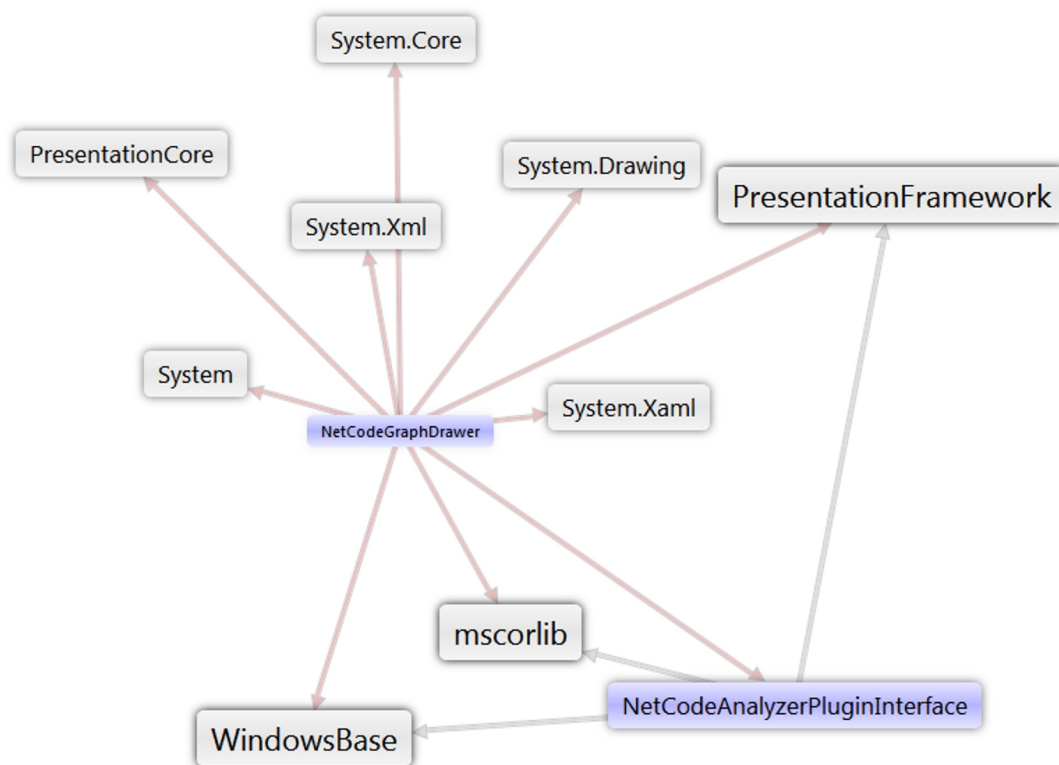 System.Core
PresentationCore
System.Drawing
PresentationFramework
System.Xml
System
System.Xaml
NetCodeGraphDrawer
mscorlib
NetCodeAnalyzerPluginInterface
WindowsBase